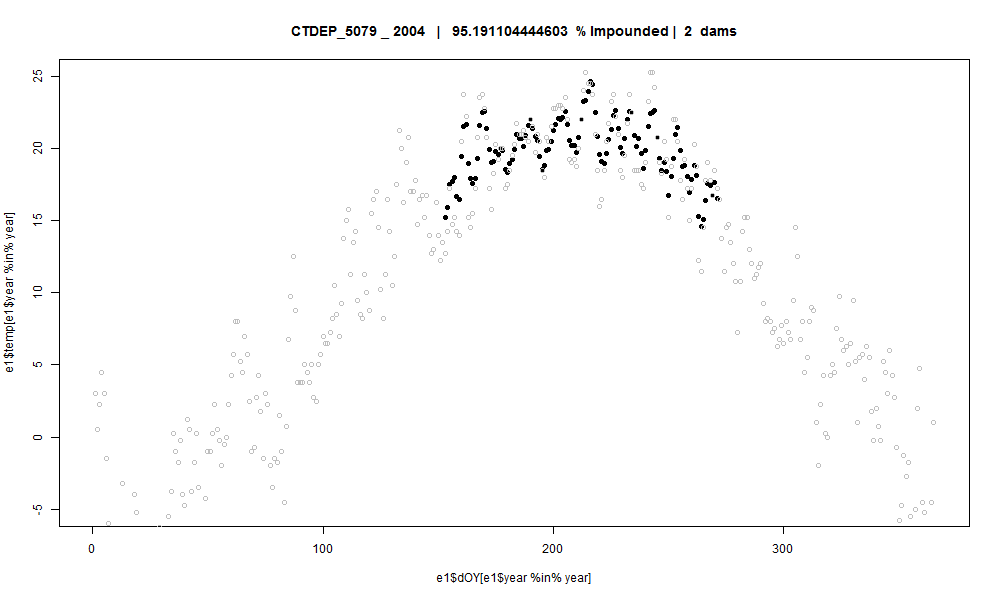 CTDEP_5079 _ 2004 | 95.191104444603 % Impounded | 2 dams
25
20
15
10
5
0
-5
e1$temp[e1$year %in% year]
0 100 200 300
e1$dOY[e1$year %in% year]